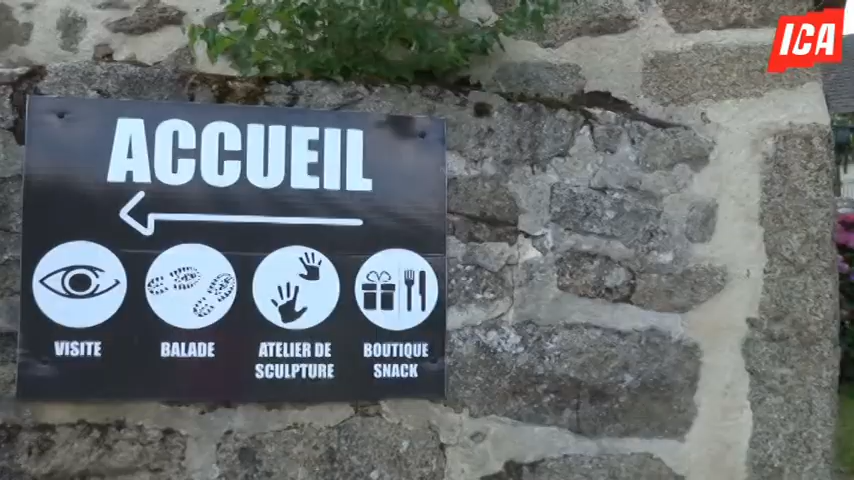 ICA
ACCUEIL
VISITE
BALADE
ATELIER DE
SCULPTURE
BOUTIQUE
SNACK